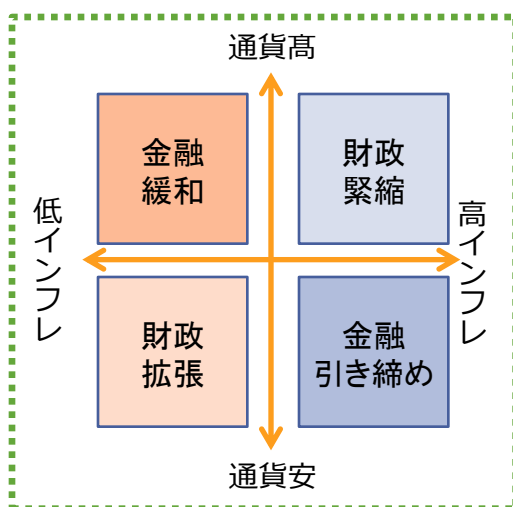 通貨髙
金融
緩和
財政
緊縮
低インフレ
高インフレ
財政
拡張
金融
引き締め
通貨安